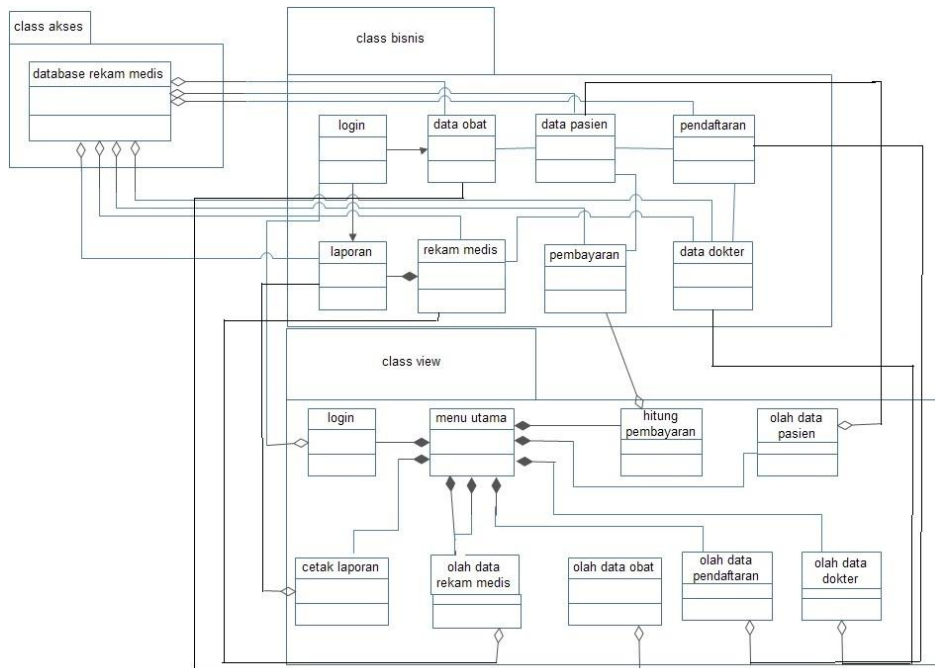 class akses
class bisnis
database rekam medis
login
data obat
data pasien
pendaftaran
laporan
rekam medis
pembayaran
data dokter
class view
login
menu utama
hitung
pembayaran
olah data
pasien
cetak laporan
olah data
rekam medis
olah data obat
olah data
pendaftaran
olah data
dokter